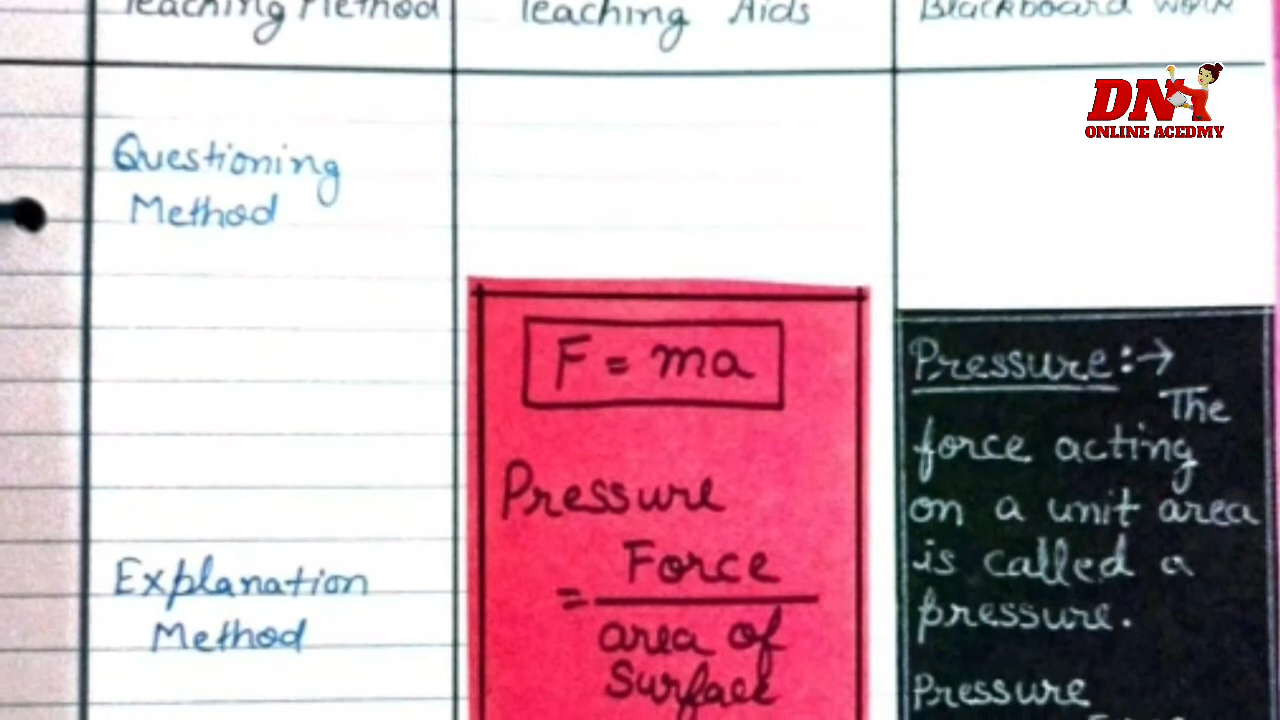 Teaching Method
Teaching Aids
Blackboard work
DNY
ONLINE ACEDMY
Questioning
Method
F = ma
Pressure
= Force
area of
Surface
Pressure:→
The
force acting
on a unit area
is called a
pressure.
Pressure
Explanation
Method